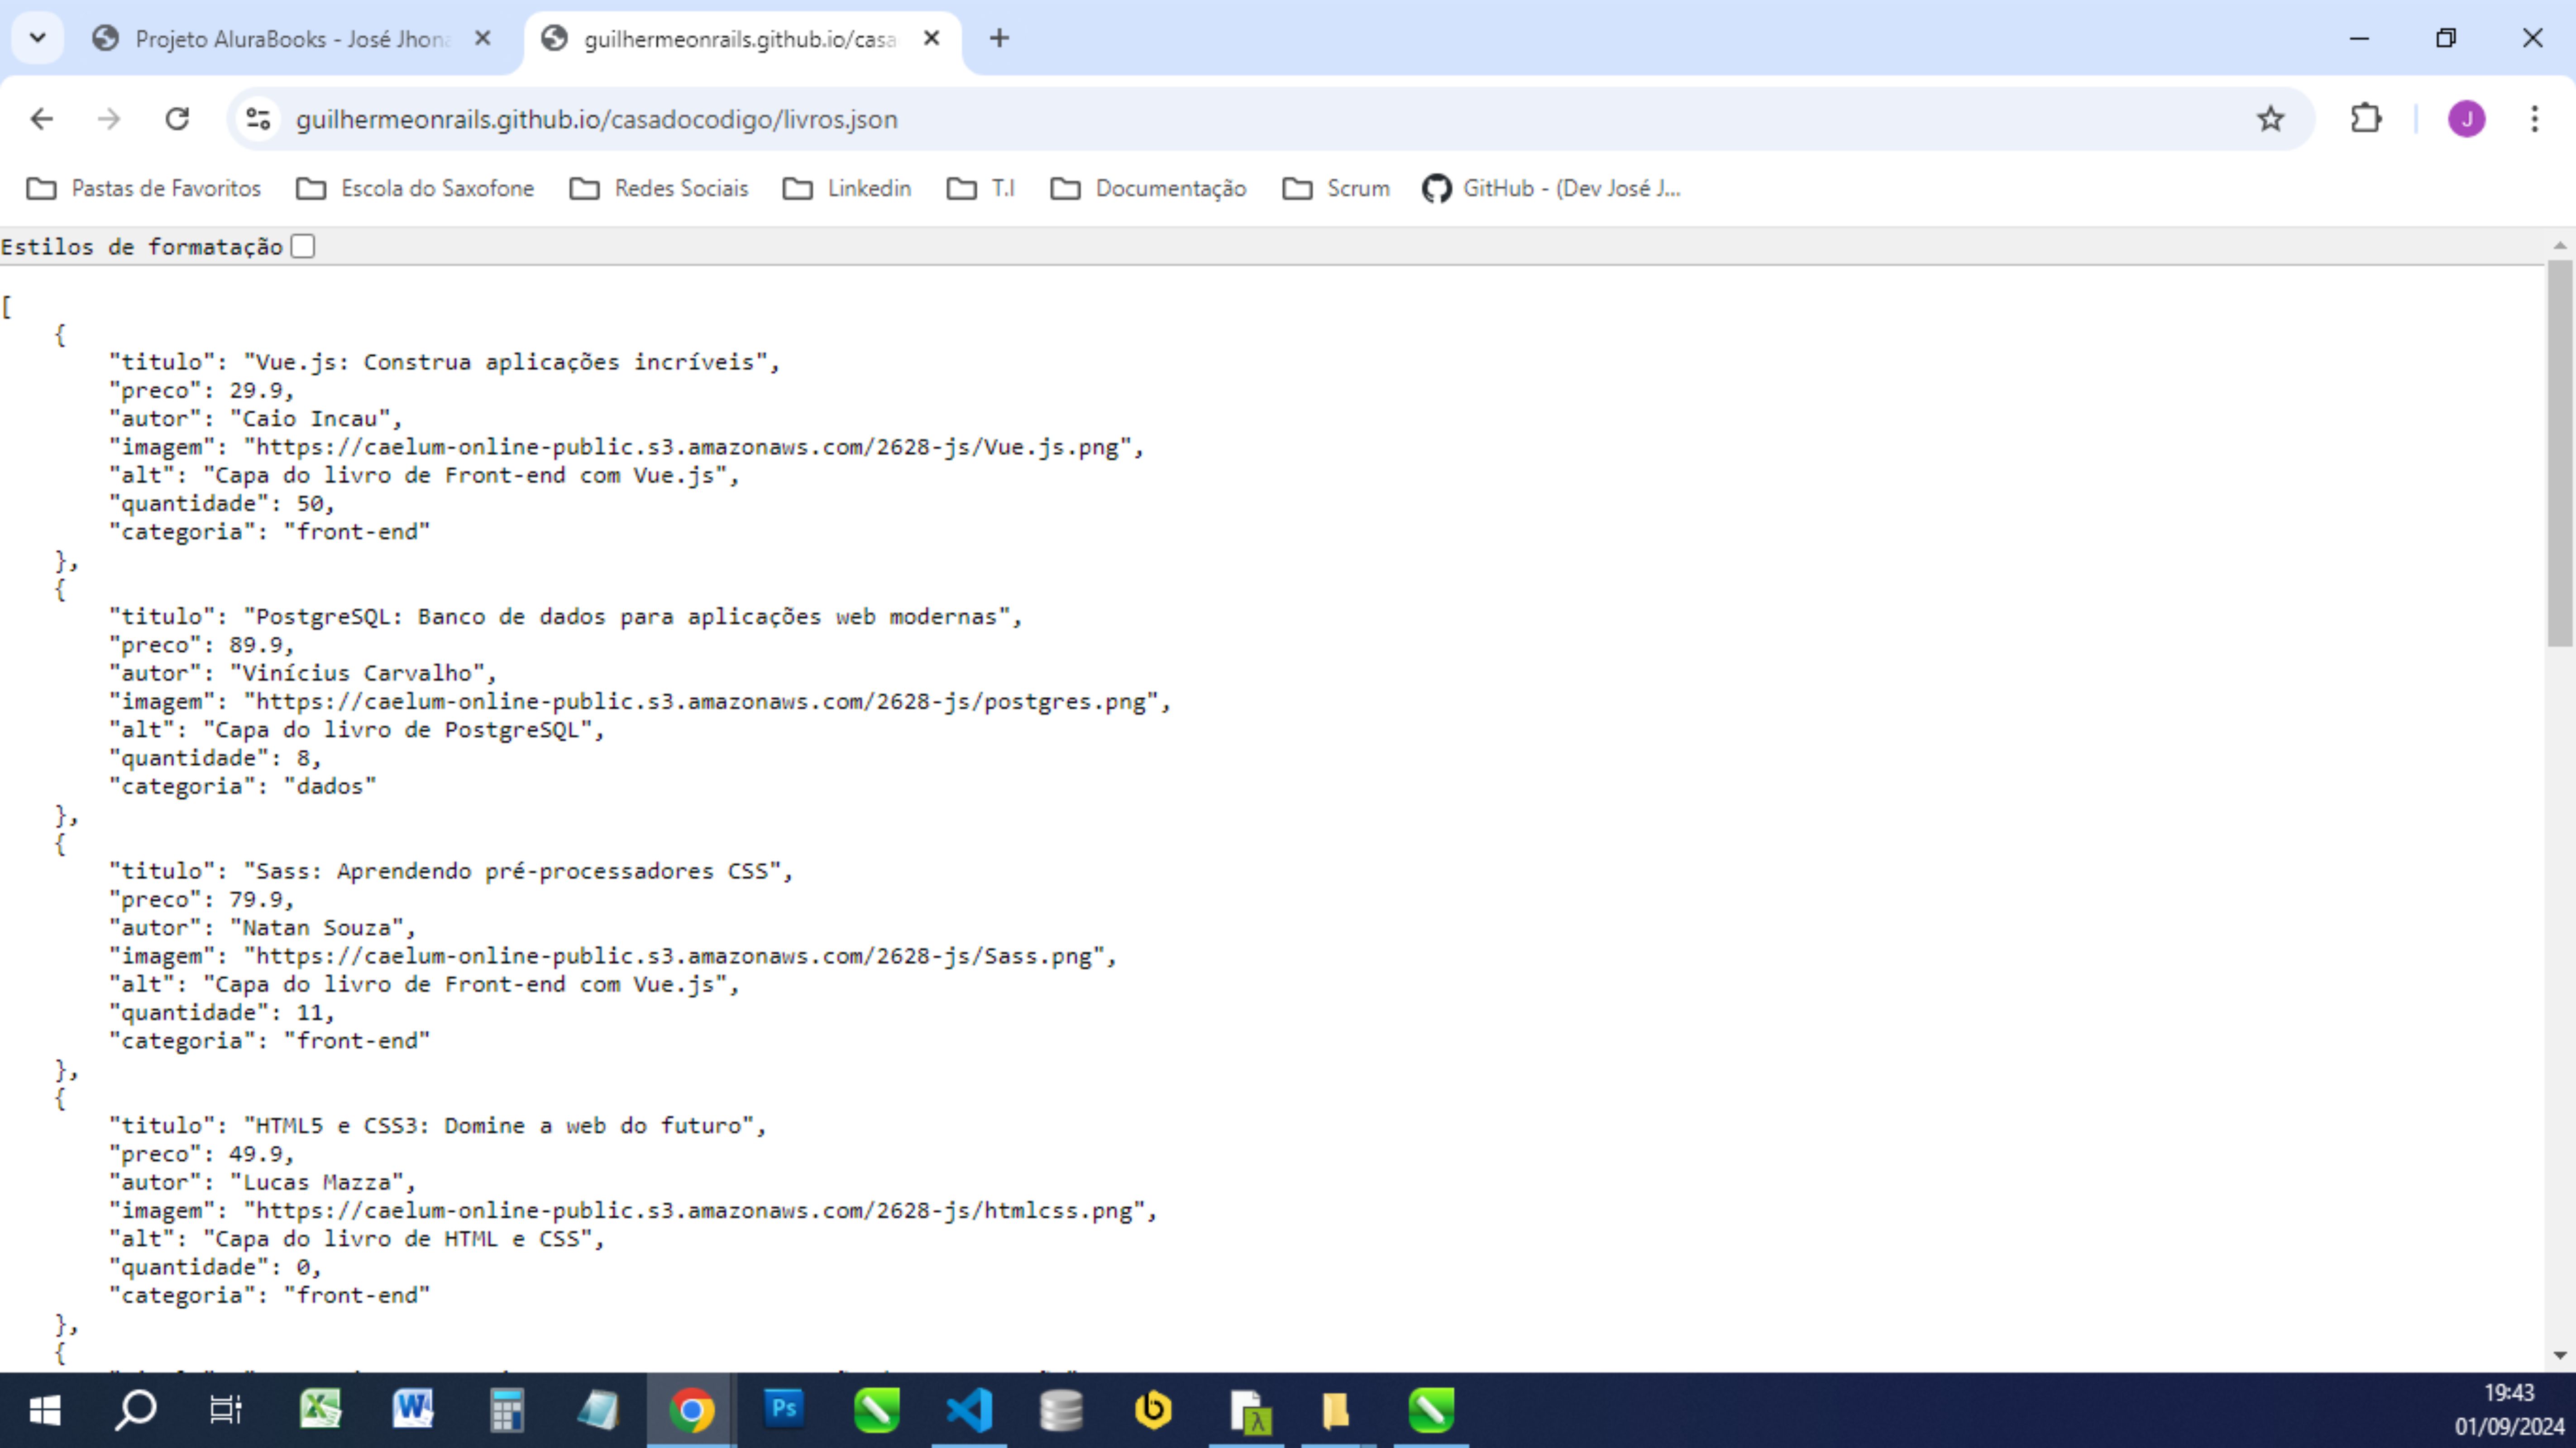 Projeto AluraBooks - José Jhona
guilhermeonrails.github.io/casa
guilhermeonrails.github.io/casadocodigo/livros.json
J
Pastas de Favoritos
Escola do Saxofone
Redes Sociais
Linkedin
T.I
Documentação
Scrum
GitHub - (Dev José J...
Estilos de formatação
[
{
"titulo": "Vue.js: Construa aplicações incríveis",
"preco": 29.9,
"autor": "Caio Incau",
"imagem": "https://caelum-online-public.s3.amazonaws.com/2628-js/Vue.js.png",
"alt": "Capa do livro de Front-end com Vue.js",
"quantidade": 50,
"categoria": "front-end"
},
{
"titulo": "PostgreSQL: Banco de dados para aplicações web modernas",
"preco": 89.9,
"autor": "Vinícius Carvalho",
"imagem": "https://caelum-online-public.s3.amazonaws.com/2628-js/postgres.png",
"alt": "Capa do livro de PostgreSQL",
"quantidade": 8,
"categoria": "dados"
},
{
"titulo": "Sass: Aprendendo pré-processadores CSS",
"preco": 79.9,
"autor": "Natan Souza",
"imagem": "https://caelum-online-public.s3.amazonaws.com/2628-js/Sass.png",
"alt": "Capa do livro de Front-end com Vue.js",
"quantidade": 11,
"categoria": "front-end"
},
{
"titulo": "HTML5 e CSS3: Domine a web do futuro",
"preco": 49.9,
"autor": "Lucas Mazza",
"imagem": "https://caelum-online-public.s3.amazonaws.com/2628-js/htmlcss.png",
"alt": "Capa do livro de HTML e CSS",
"quantidade": 0,
"categoria": "front-end"
},
{
Ps
19:43
01/09/2024